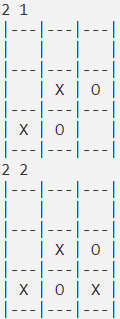 2 1
|---|---|---|
|   |   |   |
|---|---|---|
|   | X | O |
|---|---|---|
| X | O |   |
|---|---|---|
2 2
|---|---|---|
|   |   |   |
|---|---|---|
|   | X | O |
|---|---|---|
| X | O | X |
|---|---|---|